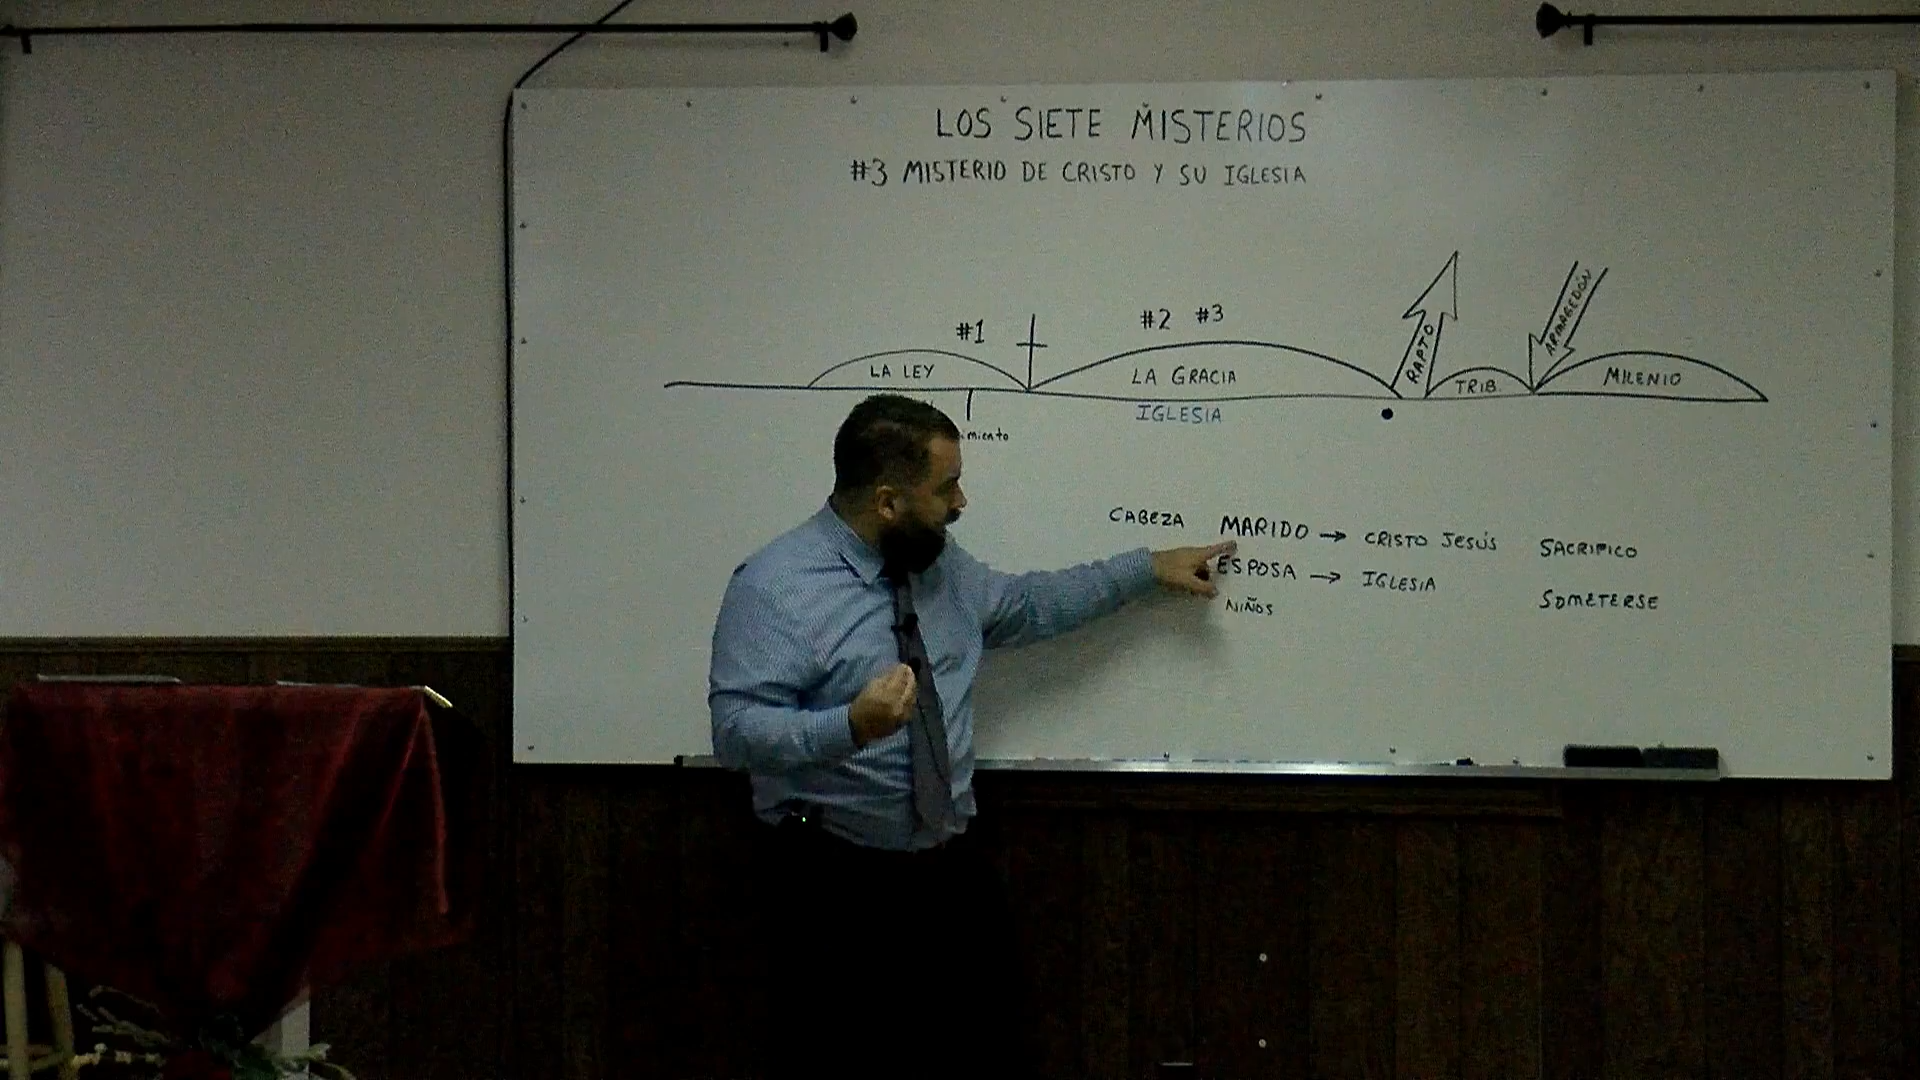 LOS SIETE MISTERIOS
#3 MISTERIO DE CRISTO Y SU IGLESIA
#1
#2 #3
LA LEY
LA GRACIA
RAPTO
TRIB.
ARMAGEDÓN
MILENIO
IGLESIA
imiento
CABEZA MARIDO → CRISTO JESÚS SACRIFICO
ESPOSA → IGLESIA SOMETERSE
NIÑOS